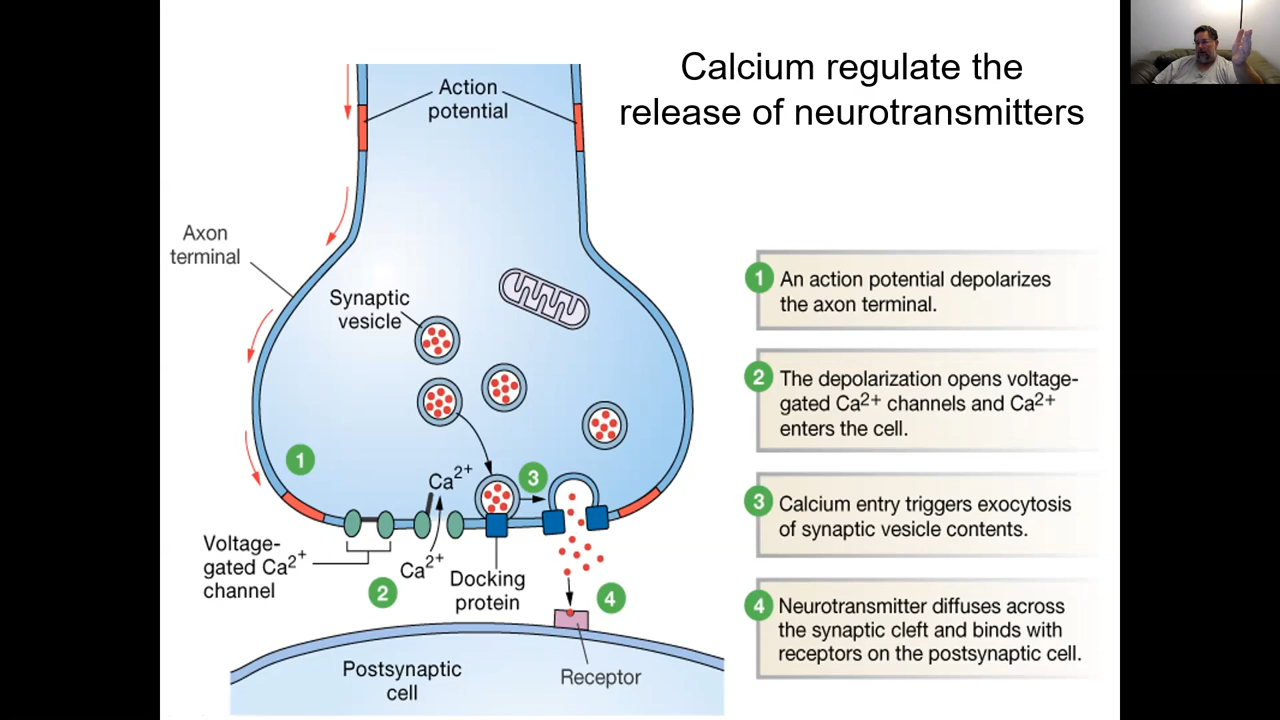 Calcium regulate the
release of neurotransmitters
Action
potential
Axon
terminal
Synaptic
vesicle
1
Ca2+
3
Voltage-
gated Ca2+
channel
2
Ca2+
Docking
protein
4
Postsynaptic
cell
Receptor
1 An action potential depolarizes
the axon terminal.
2 The depolarization opens voltage-
gated Ca2+ channels and Ca2+
enters the cell.
3 Calcium entry triggers exocytosis
of synaptic vesicle contents.
4 Neurotransmitter diffuses across
the synaptic cleft and binds with
receptors on the postsynaptic cell.